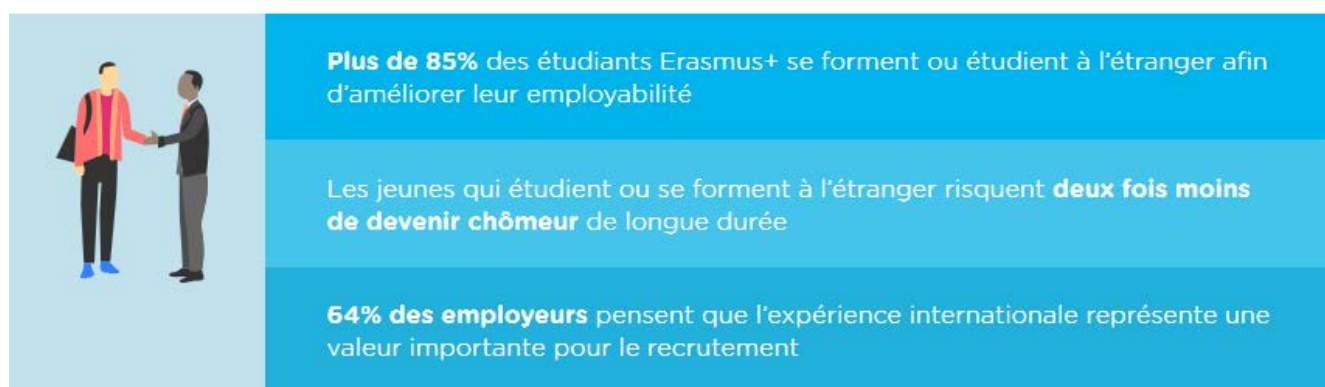 Plus de 85% des étudiants Erasmus+ se forment ou étudient à l'étranger afin
d'améliorer leur employabilité
Les jeunes qui étudient ou se forment à l'étranger risquent deux fois moins
de devenir chômeur de longue durée
64% des employeurs pensent que l'expérience internationale représente une
valeur importante pour le recrutement